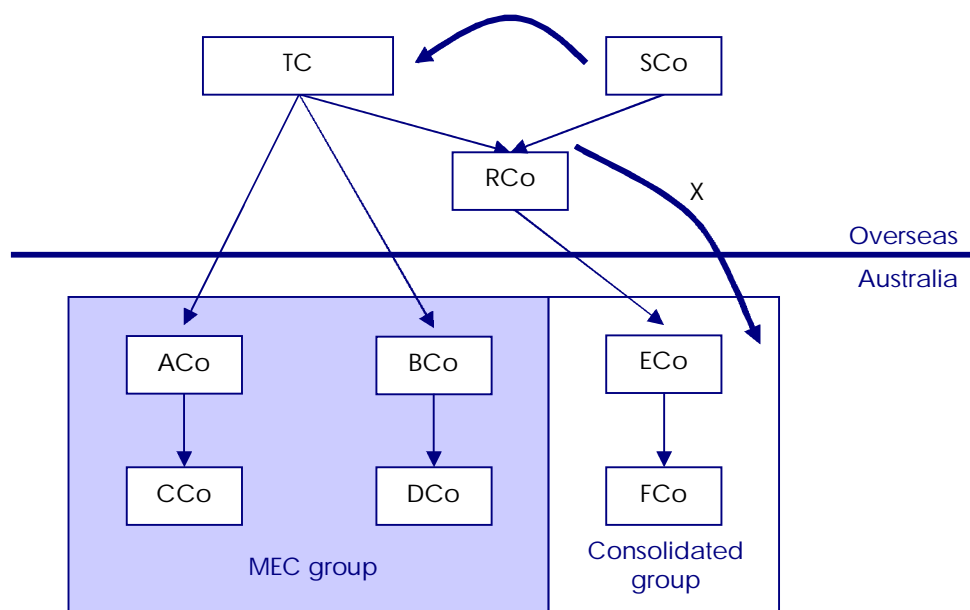 TC
SCo
RCo
X
Overseas
Australia
ACo
BCo
ECo
CCo
DCo
FCo
MEC group
Consolidated
group